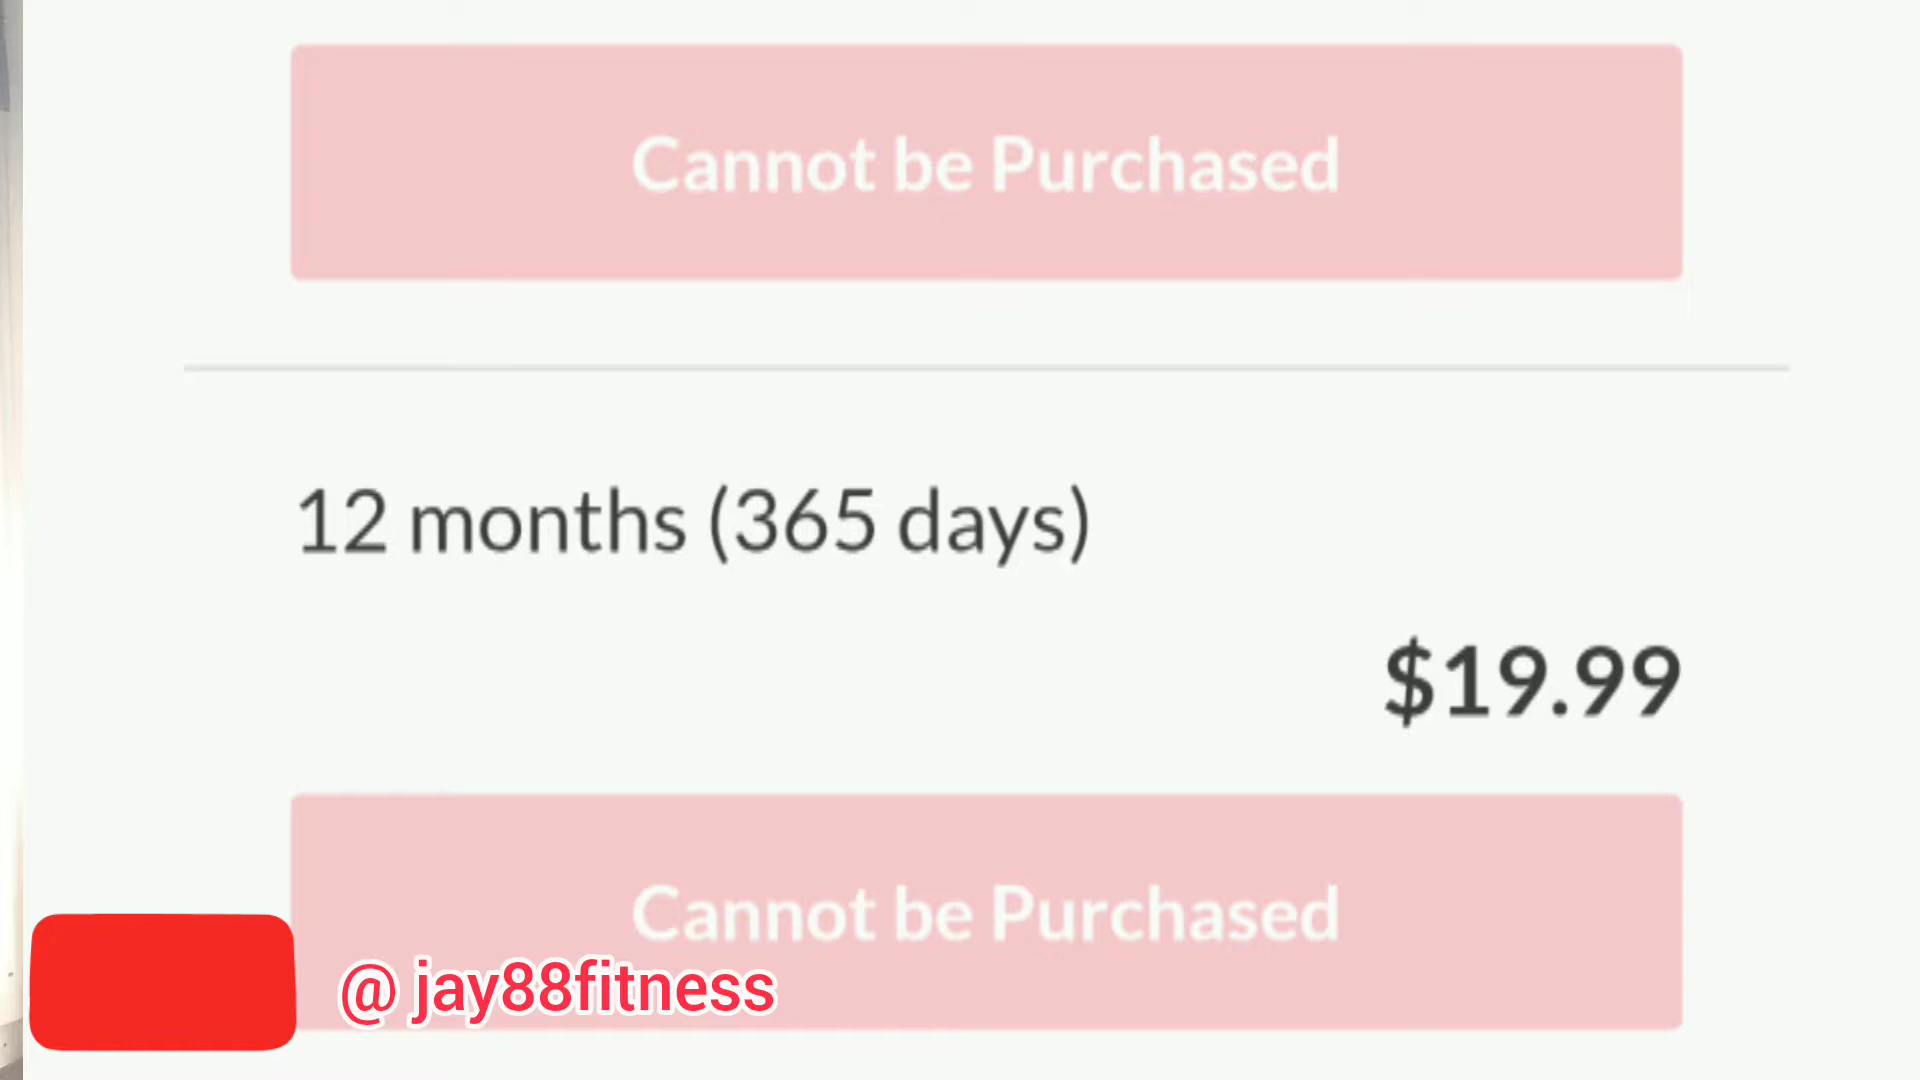 Cannot be Purchased
12 months (365 days)
$19.99
Cannot be Purchased
@ jay88fitness